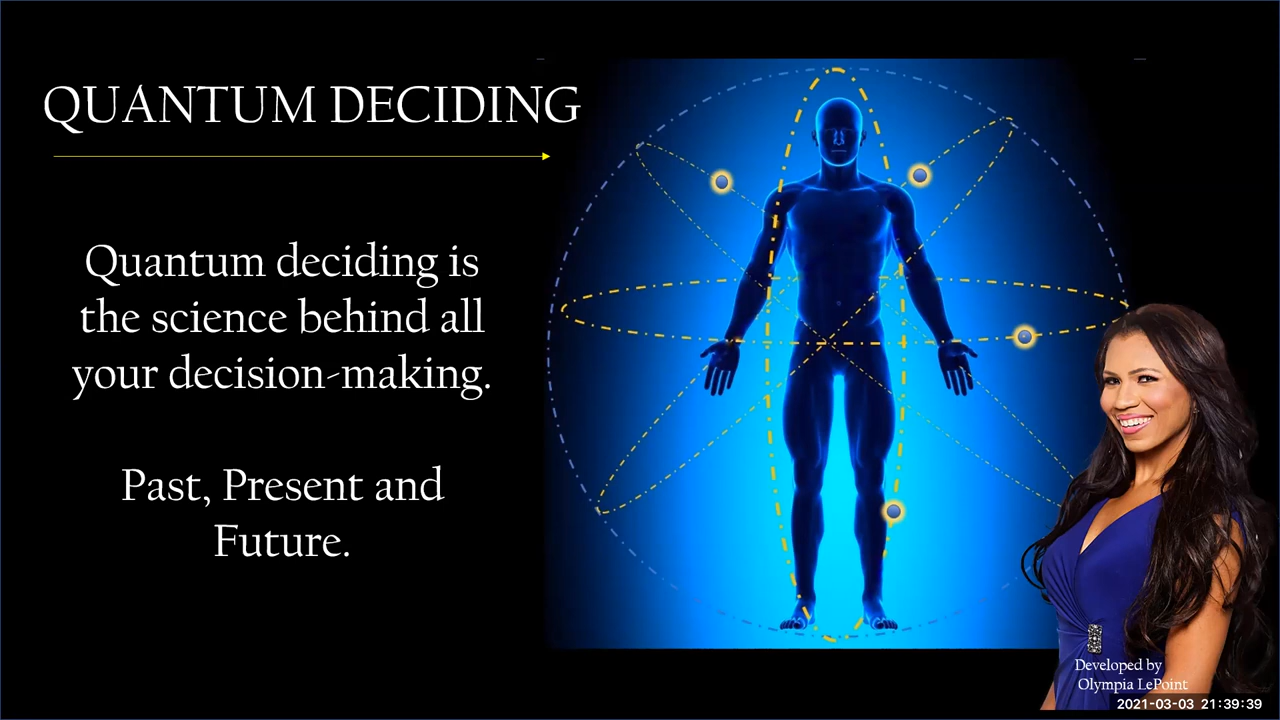 QUANTUM DECIDING
Quantum deciding is
the science behind all
your decision-making.
Past, Present and
Future.
Developed by
Olympia LePoint
2021-03-03 21:39:39